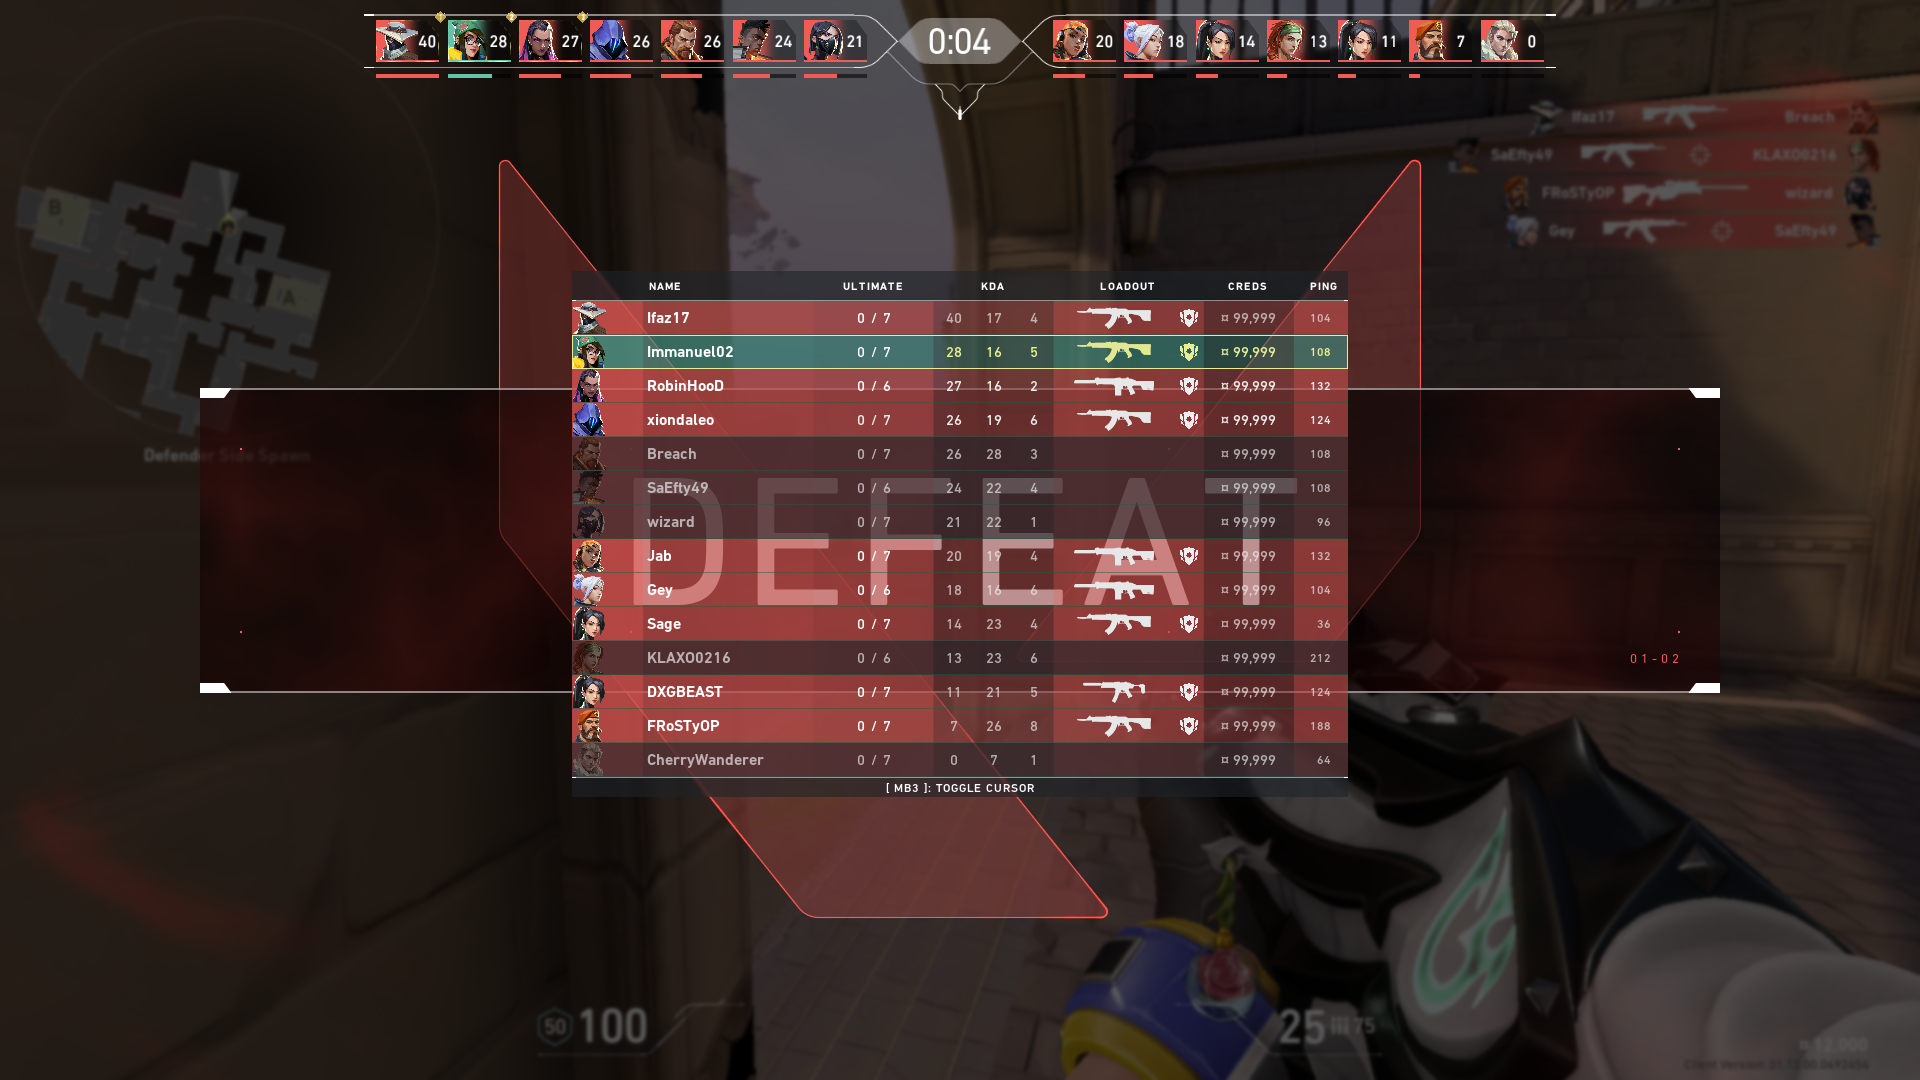 40 28 27 26 26 24 21 0:04 20 18 14 13 11 7 0
Ifaz17 Breach
SaEfty49 KLAXO0216
FRoSTyOP wizard
Gey SaEfty49
B
A
Defender Side Spawn
NAME ULTIMATE KDA LOADOUT CREDS PING
Ifaz17 0 / 7 40 17 4 ¤ 99,999 104
Immanuel02 0 / 7 28 16 5 ¤ 99,999 108
RobinHooD 0 / 6 27 16 2 ¤ 99,999 132
xiondaleo 0 / 7 26 19 6 ¤ 99,999 124
Breach 0 / 7 26 28 3 ¤ 99,999 108
SaEfty49 0 / 6 24 22 4 ¤ 99,999 108
wizard 0 / 7 21 22 1 ¤ 99,999 96
DEFEAT
Jab 0 / 7 20 19 4 ¤ 99,999 132
Gey 0 / 6 18 16 6 ¤ 99,999 104
Sage 0 / 7 14 23 4 ¤ 99,999 36
KLAXO0216 0 / 6 13 23 6 ¤ 99,999 212
DXGBEAST 0 / 7 11 21 5 ¤ 99,999 124
FRoSTyOP 0 / 7 7 26 8 ¤ 99,999 188
CherryWanderer 0 / 7 0 7 1 ¤ 99,999 64
[ MB3 ]: TOGGLE CURSOR
01-02
50 100
25 75
¤ 12,000